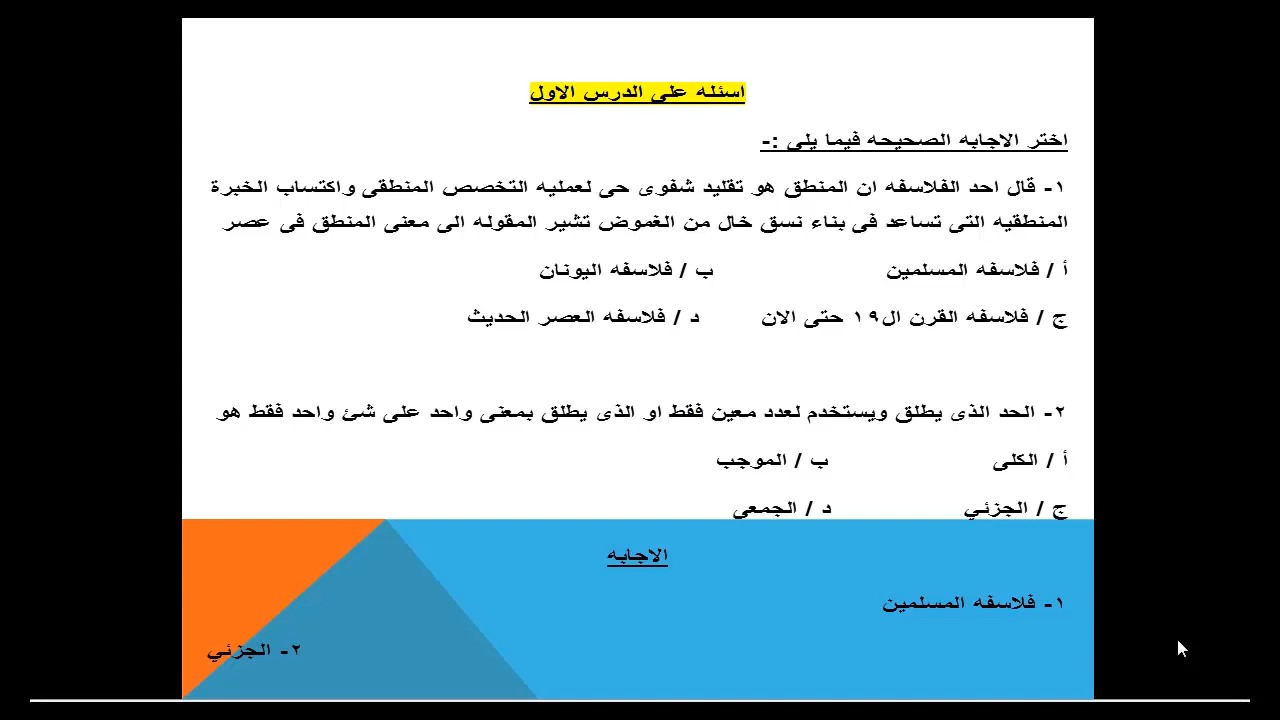 اسئله على الدرس الاول
اختر الاجابه الصحيحه فيما يلى :-
١- قال احد الفلاسفه ان المنطق هو تقليد شفوى حى لعمليه التخصص المنطقى واكتساب الخبرة
المنطقيه التى تساعد فى بناء نسق خال من الغموض تشير المقوله الى معنى المنطق فى عصر
أ / فلاسفه المسلمين ب / فلاسفه اليونان
ج / فلاسفه القرن ال١٩ حتى الان د / فلاسفه العصر الحديث
٢- الحد الذى يطلق ويستخدم لعدد معين فقط او الذى يطلق بمعنى واحد على شئ واحد فقط هو
أ / الكلى ب / الموجب
ج / الجزئي د / الجمعى
الاجابه
١- فلاسفه المسلمين
٢- الجزئي